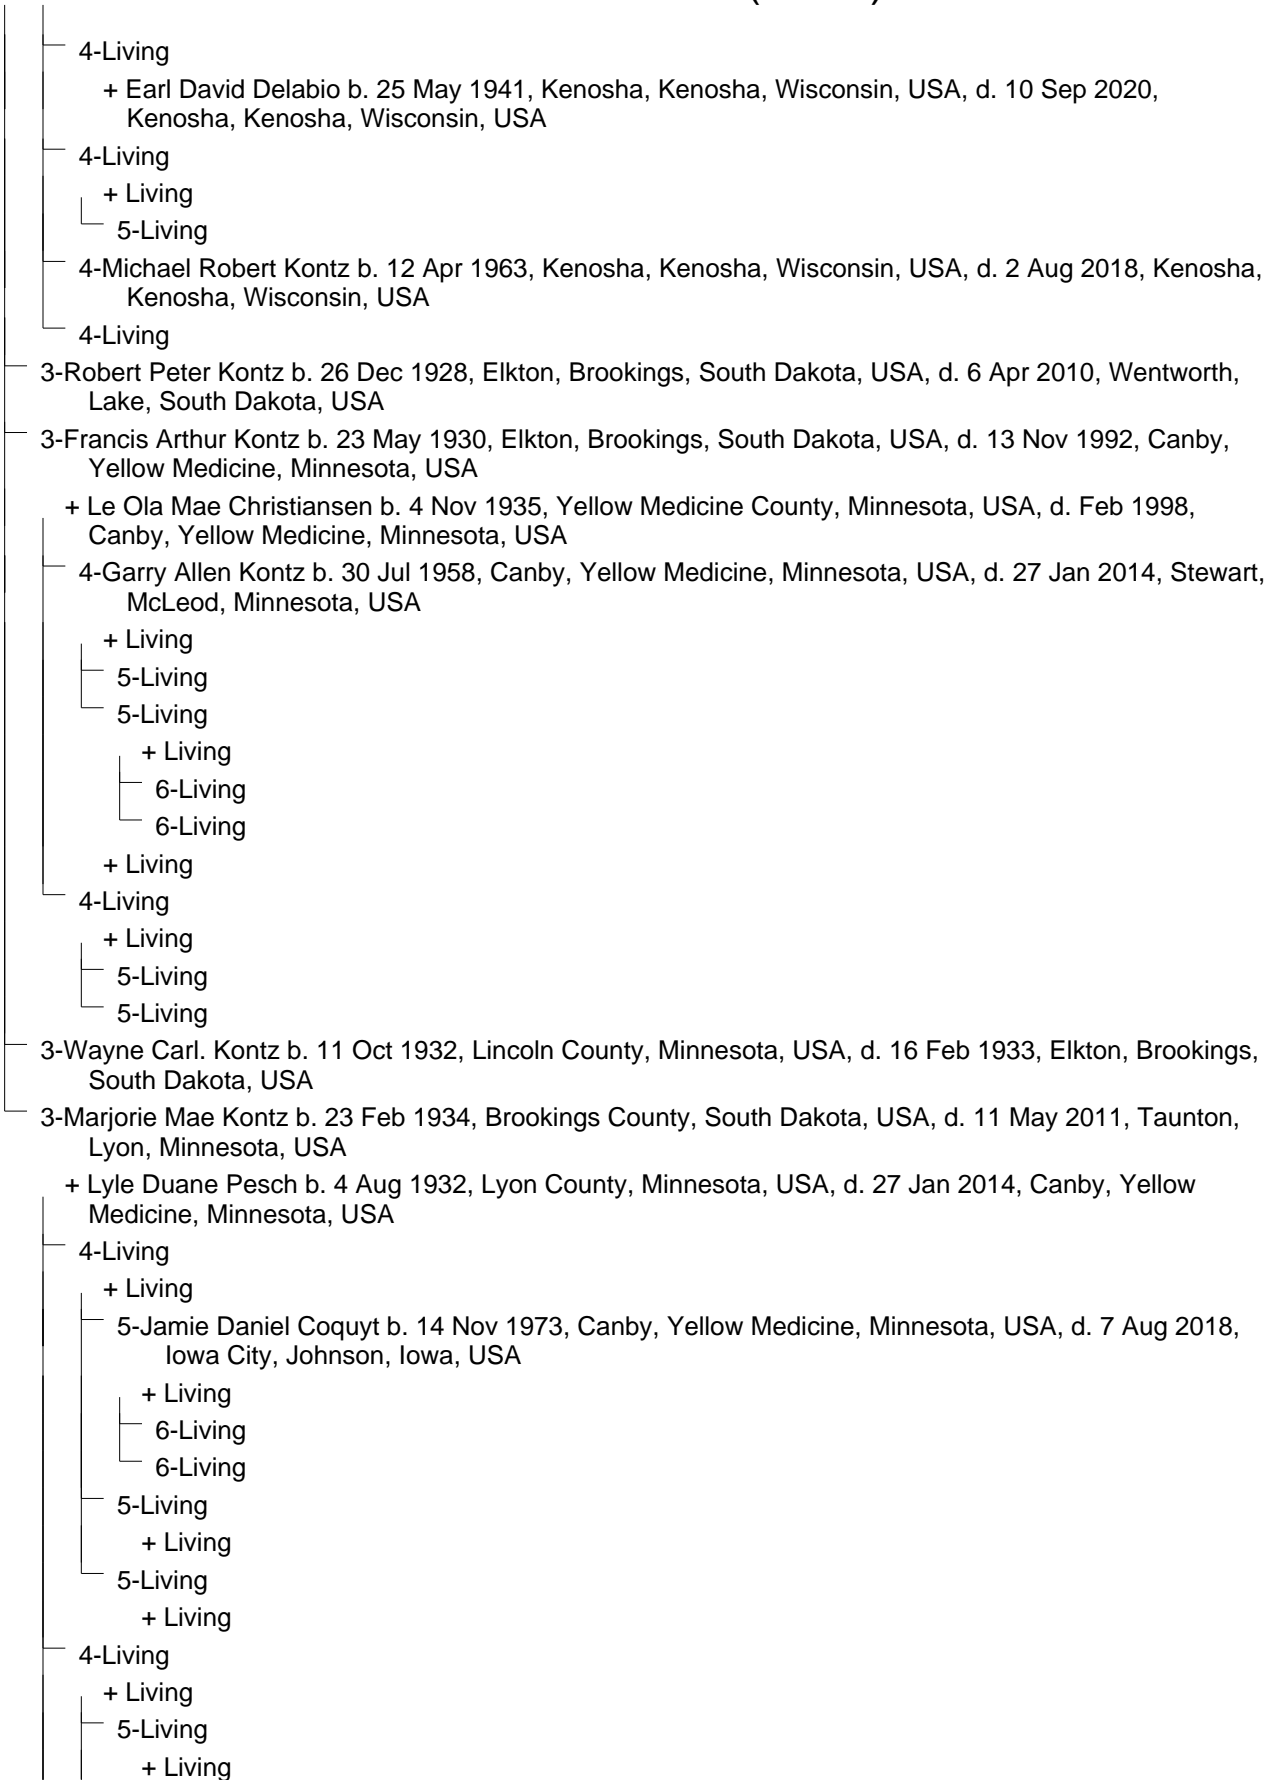 4-Living
+ Earl David Delabio b. 25 May 1941, Kenosha, Kenosha, Wisconsin, USA, d. 10 Sep 2020,
Kenosha, Kenosha, Wisconsin, USA
4-Living
+ Living
5-Living
4-Michael Robert Kontz b. 12 Apr 1963, Kenosha, Kenosha, Wisconsin, USA, d. 2 Aug 2018, Kenosha,
Kenosha, Wisconsin, USA
4-Living
3-Robert Peter Kontz b. 26 Dec 1928, Elkton, Brookings, South Dakota, USA, d. 6 Apr 2010, Wentworth,
Lake, South Dakota, USA
3-Francis Arthur Kontz b. 23 May 1930, Elkton, Brookings, South Dakota, USA, d. 13 Nov 1992, Canby,
Yellow Medicine, Minnesota, USA
+ Le Ola Mae Christiansen b. 4 Nov 1935, Yellow Medicine County, Minnesota, USA, d. Feb 1998,
Canby, Yellow Medicine, Minnesota, USA
4-Garry Allen Kontz b. 30 Jul 1958, Canby, Yellow Medicine, Minnesota, USA, d. 27 Jan 2014, Stewart,
McLeod, Minnesota, USA
+ Living
5-Living
5-Living
+ Living
6-Living
6-Living
+ Living
4-Living
+ Living
5-Living
5-Living
3-Wayne Carl. Kontz b. 11 Oct 1932, Lincoln County, Minnesota, USA, d. 16 Feb 1933, Elkton, Brookings,
South Dakota, USA
3-Marjorie Mae Kontz b. 23 Feb 1934, Brookings County, South Dakota, USA, d. 11 May 2011, Taunton,
Lyon, Minnesota, USA
+ Lyle Duane Pesch b. 4 Aug 1932, Lyon County, Minnesota, USA, d. 27 Jan 2014, Canby, Yellow
Medicine, Minnesota, USA
4-Living
+ Living
5-Jamie Daniel Coquyt b. 14 Nov 1973, Canby, Yellow Medicine, Minnesota, USA, d. 7 Aug 2018,
Iowa City, Johnson, Iowa, USA
+ Living
6-Living
6-Living
5-Living
+ Living
5-Living
+ Living
4-Living
+ Living
5-Living
+ Living